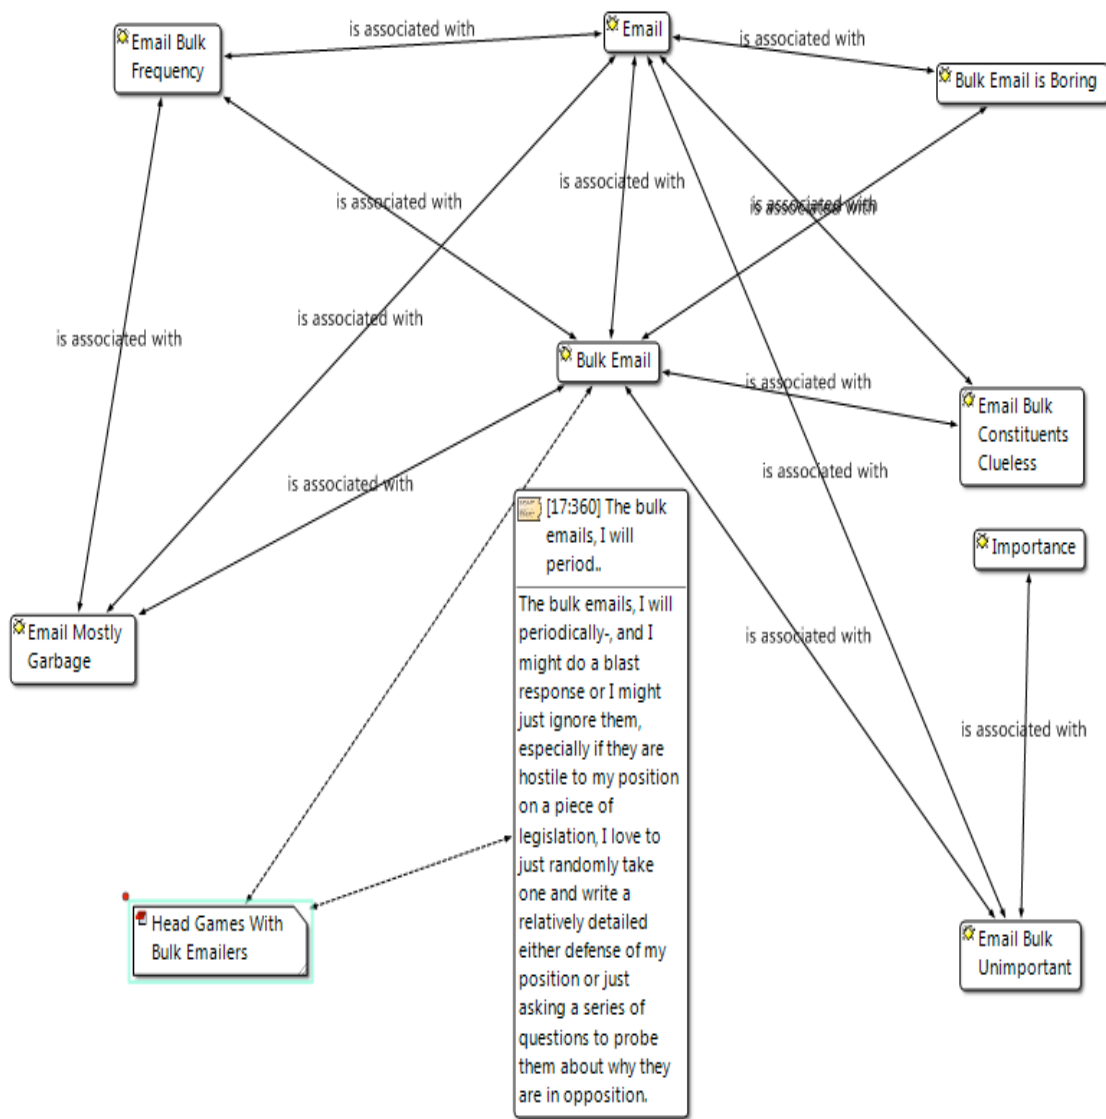 Email Bulk
Frequency
is associated with
Email
is associated with
Bulk Email is Boring
is associated with
is associated with
is associated with
is associated with
is associated with
is associated with
Bulk Email
is associated with
Email Bulk
Constituents
Clueless
is associated with
is associated with
[17:360] The bulk
emails, I will
period..
Importance
The bulk emails, I will
periodically-, and I
might do a blast
response or I might
just ignore them,
especially if they are
hostile to my position
on a piece of
legislation, I love to
just randomly take
one and write a
relatively detailed
either defense of my
position or just
asking a series of
questions to probe
them about why they
are in opposition.
Email Mostly
Garbage
is associated with
is associated with
Head Games With
Bulk Emailers
Email Bulk
Unimportant